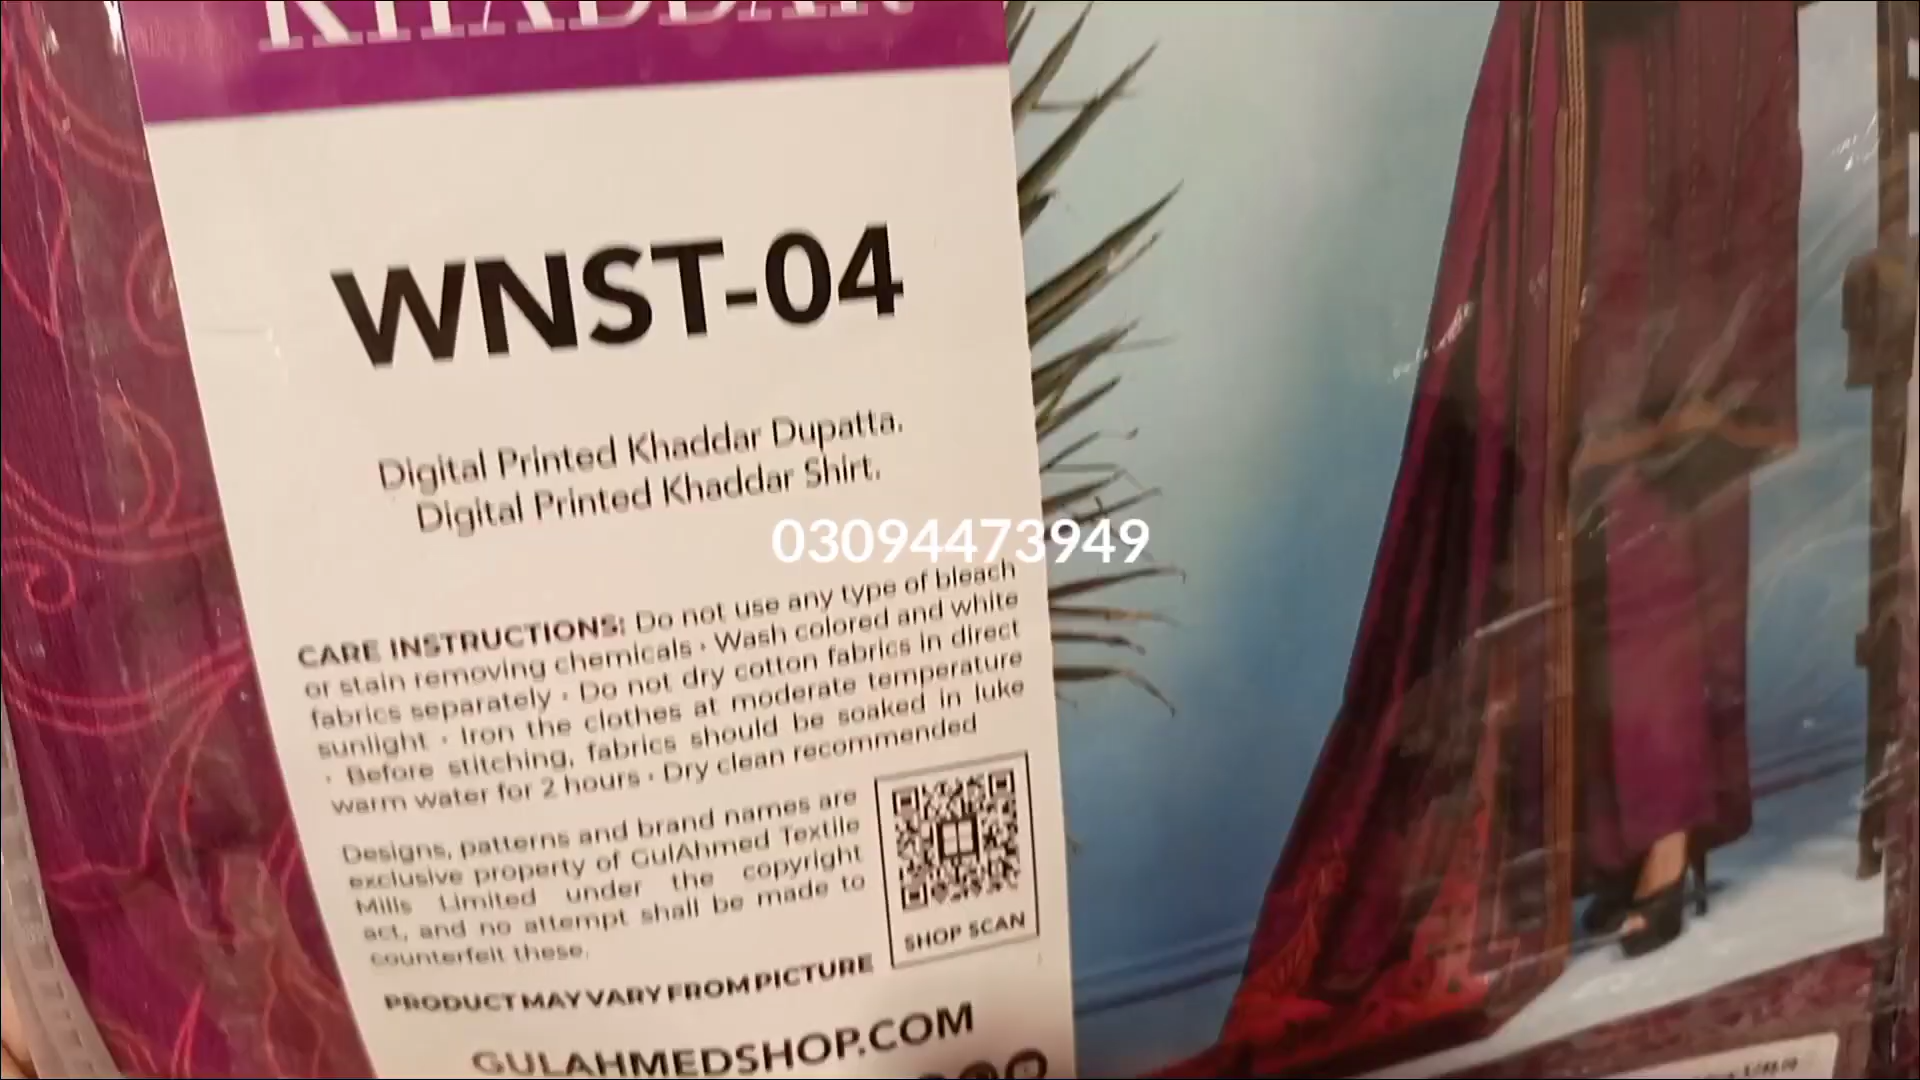 KHADDAR
WNST-04
Digital Printed Khaddar Dupatta.
Digital Printed Khaddar Shirt.
03094473949
CARE INSTRUCTIONS: Do not use any type of bleach
or stain removing chemicals · Wash colored and white
fabrics separately · Do not dry cotton fabrics in direct
sunlight · Iron the clothes at moderate temperature
· Before stitching, fabrics should be soaked in luke
warm water for 2 hours · Dry clean recommended
Designs, patterns and brand names are
exclusive property of GulAhmed Textile
Mills Limited under the copyright
act, and no attempt shall be made to
counterfeit these.
SHOP SCAN
PRODUCT MAY VARY FROM PICTURE
GULAHMEDSHOP.COM